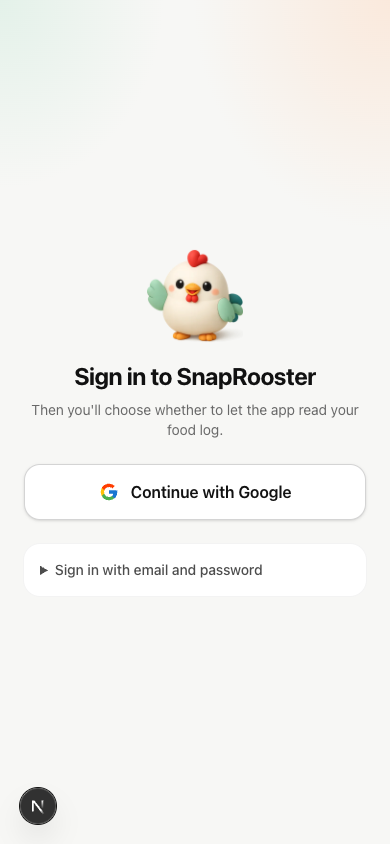 Sign in to SnapRooster
Then you'll choose whether to let the app read your
food log.
Continue with Google
Sign in with email and password
N